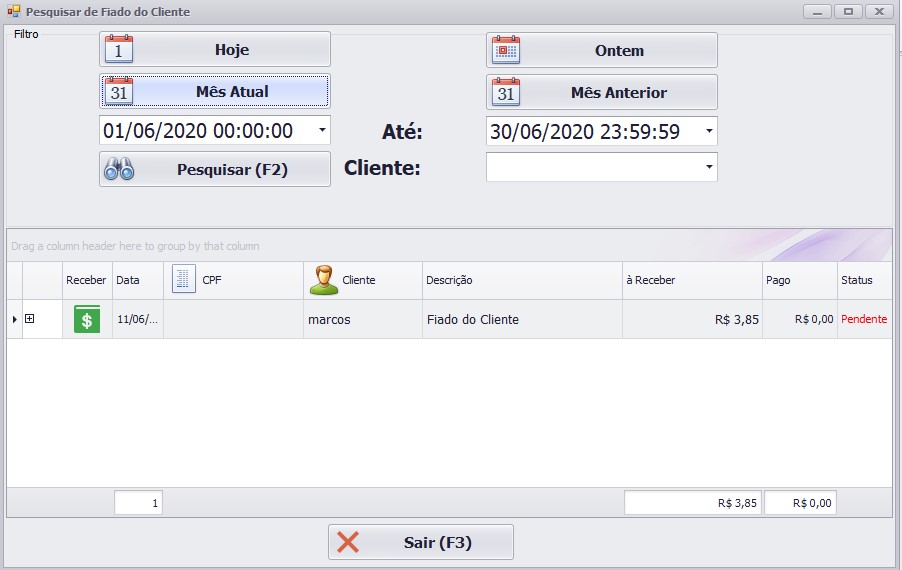 Pesquisar de Fiado do Cliente
Filtro
1 Hoje
Ontem
31 Mês Atual
31 Mês Anterior
01/06/2020 00:00:00 Até: 30/06/2020 23:59:59
Pesquisar (F2) Cliente:
Drag a column header here to group by that column
Receber Data CPF Cliente Descrição à Receber Pago Status
$ 11/06/... marcos Fiado do Cliente R$ 3,85 R$ 0,00 Pendente
1 R$ 3,85 R$ 0,00
Sair (F3)